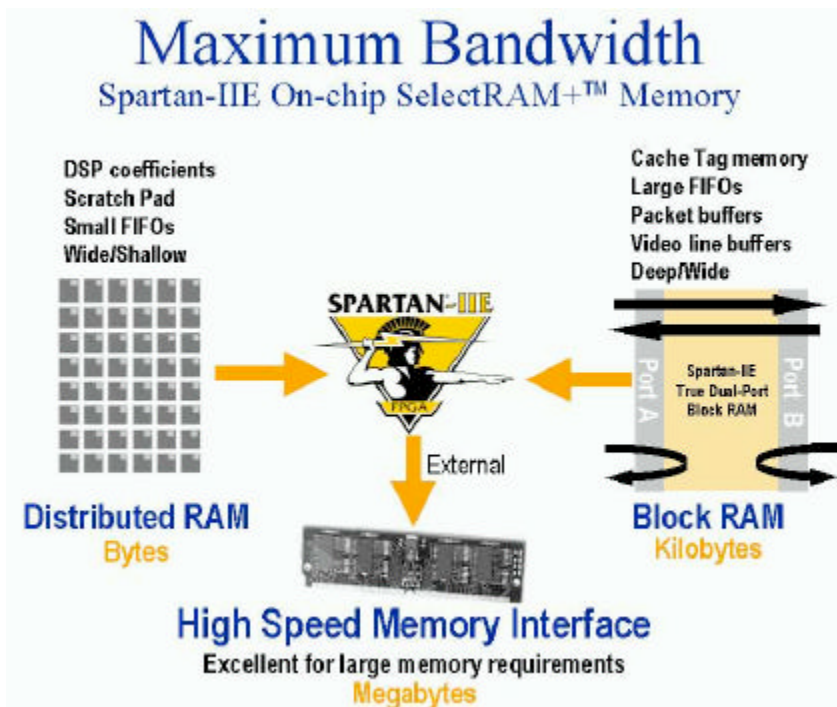 Maximum Bandwidth
Spartan-IIE On-chip SelectRAM+™ Memory
DSP coefficients
Scratch Pad
Small FIFOs
Wide/Shallow
Cache Tag memory
Large FIFOs
Packet buffers
Video line buffers
Deep/Wide
SPARTAN-IIE
FPGA
Port A
Spartan-IIE
True Dual-Port
Block RAM
Port B
External
Distributed RAM
Bytes
Block RAM
Kilobytes
High Speed Memory Interface
Excellent for large memory requirements
Megabytes